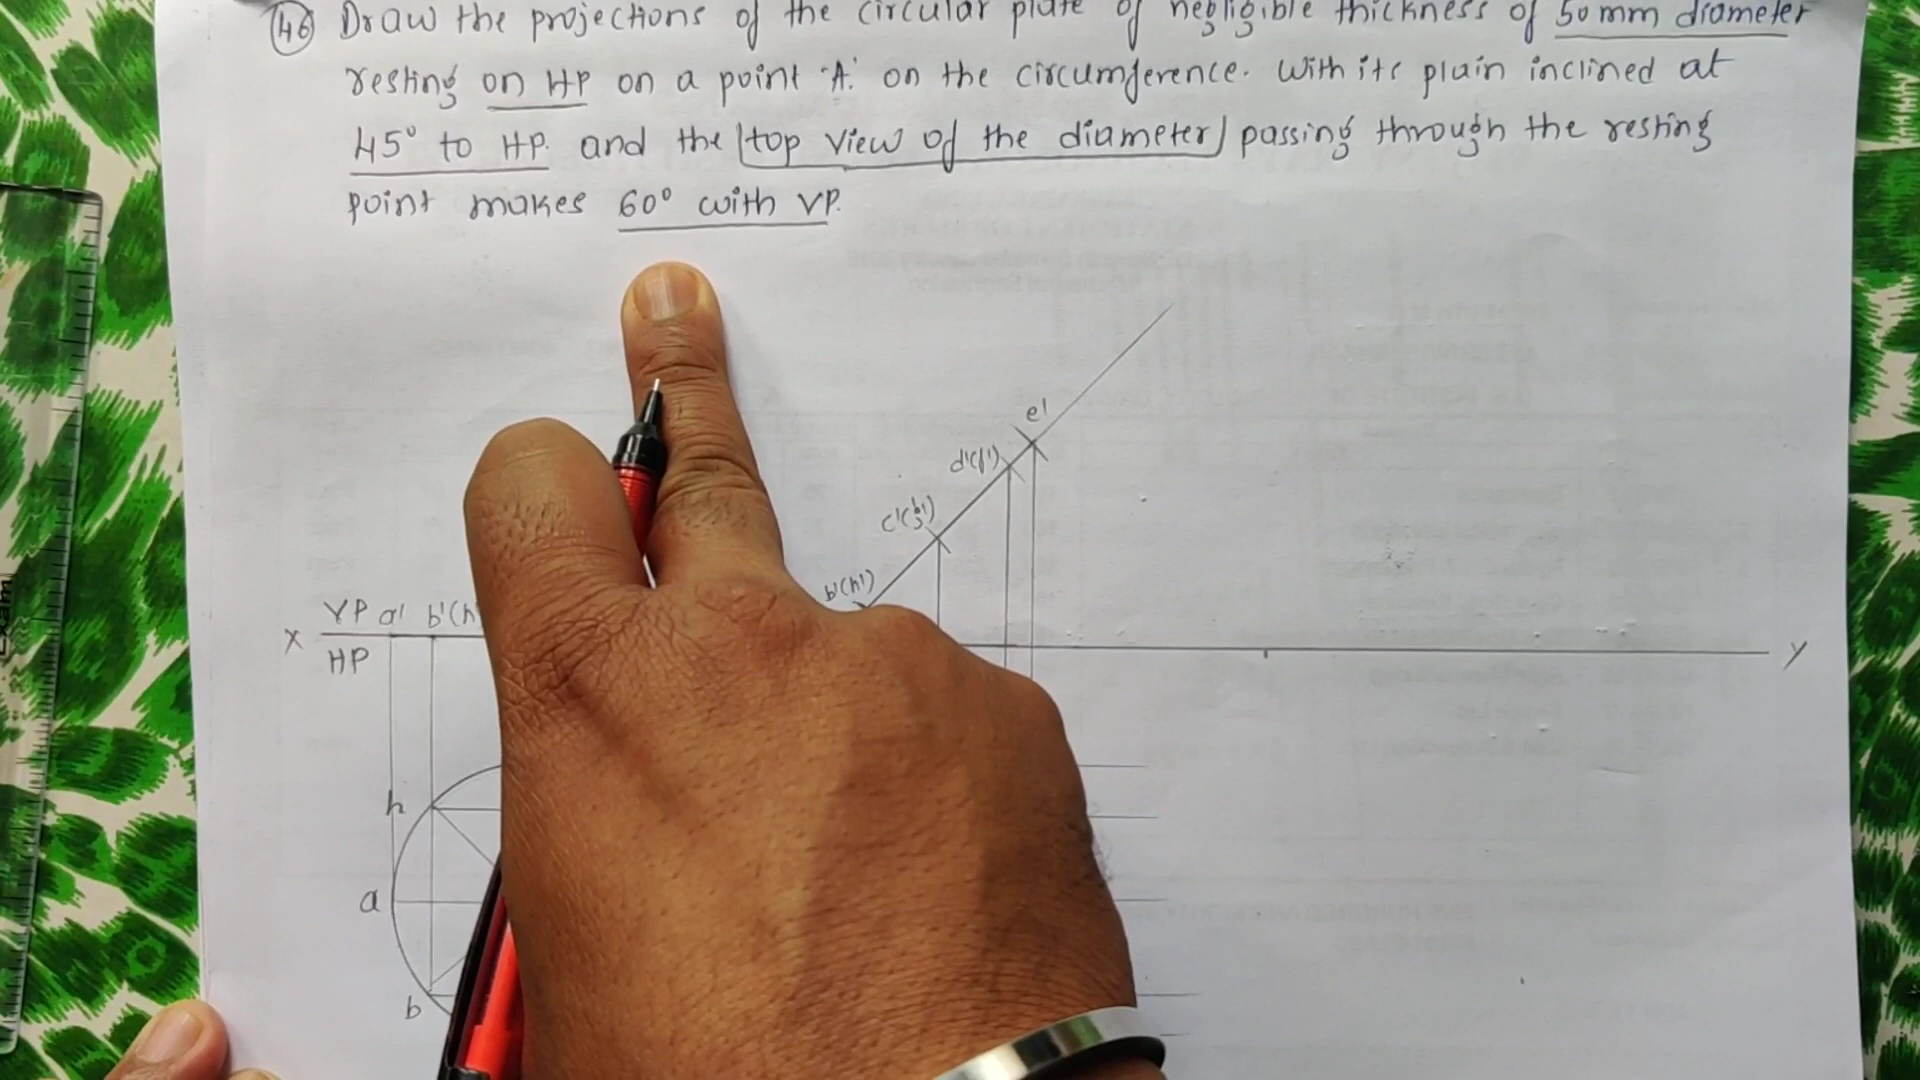 46 Draw the projections of the circular plate of negligible thickness of 50mm diameter
resting on HP on a point 'A' on the circumference. With its plain inclined at
45° to HP. and the top view of the diameter passing through the resting
point makes 60° with VP.
e'
d'(f')
c'( )
b'(h')
VP a' b'(h'
X
HP
Y
h
a
b